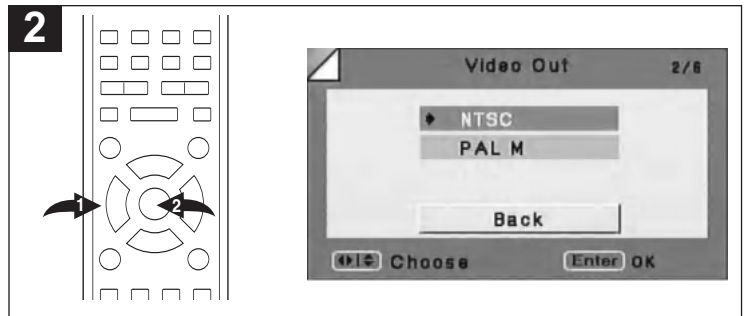 2
1
2
Video Out 2/6
NTSC
PAL M
Back
Choose Enter OK